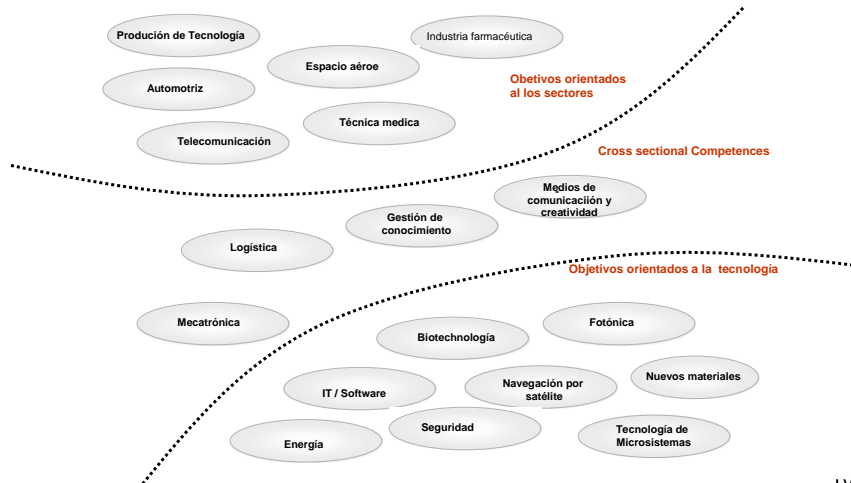 Produción de Tecnología
Industria farmacéutica
Espacio aéroe
Automotriz
Obetivos orientados
al los sectores
Técnica medica
Telecomunicación
Cross sectional Competences
Medios de
comunicaciión y
creatividad
Gestión de
conocimiento
Logística
Objetivos orientados a la tecnología
Mecatrónica
Fotónica
Biotechnología
Nuevos materiales
Navegación por
satélite
IT / Software
Seguridad
Tecnología de
Microsistemas
Energía